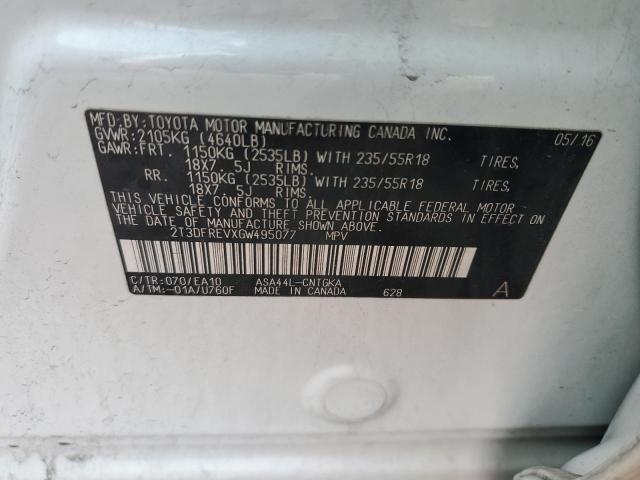 MFD.BY:TOYOTA MOTOR MANUFACTURING CANADA INC. 05/16
GVWR:2105KG (4640LB)
GAWR:FRT. 1150KG (2535LB) WITH 235/55R18 TIRES,
18X7. 5J RIMS.
RR. 1150KG (2535LB) WITH 235/55R18 TIRES,
18X7. 5J RIMS.
THIS VEHICLE CONFORMS TO ALL APPLICABLE FEDERAL MOTOR
VEHICLE SAFETY AND THEFT PREVENTION STANDARDS IN EFFECT ON
THE DATE OF MANUFACTURE SHOWN ABOVE.
2T3DFREVXGW495077 MPV
C/TR:070/EA10 ASA44L-CNTGKA
A/TM:-01A/U760F MADE IN CANADA 628 A